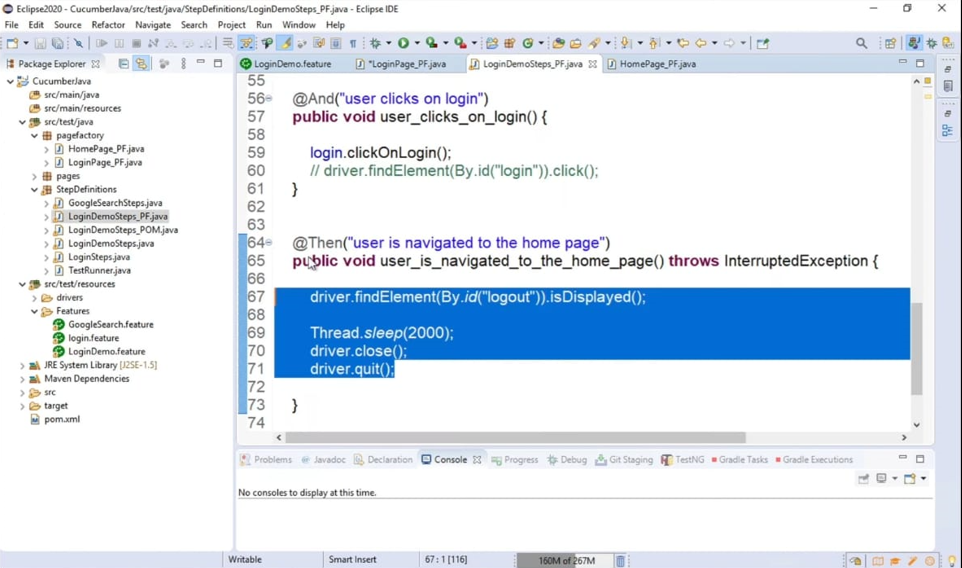 Eclipse2020 - CucumberJava/src/test/java/StepDefinitions/LoginDemoSteps_PF.java - Eclipse IDE
File Edit Source Refactor Navigate Search Project Run Window Help
Package Explorer
LoginDemo.feature *LoginPage_PF.java LoginDemoSteps_PF.java HomePage_PF.java
CucumberJava
src/main/java
src/main/resources
src/test/java
pagefactory
HomePage_PF.java
LoginPage_PF.java
pages
StepDefinitions
GoogleSearchSteps.java
LoginDemoSteps_PF.java
LoginDemoSteps_POM.java
LoginDemoSteps.java
LoginSteps.java
TestRunner.java
src/test/resources
drivers
Features
GoogleSearch.feature
login.feature
LoginDemo.feature
JRE System Library [J2SE-1.5]
Maven Dependencies
src
target
pom.xml
55
56 @And("user clicks on login")
57 public void user_clicks_on_login() {
58
59 login.clickOnLogin();
60 // driver.findElement(By.id("login")).click();
61 }
62
63
64 @Then("user is navigated to the home page")
65 public void user_is_navigated_to_the_home_page() throws InterruptedException {
66
67 driver.findElement(By.id("logout")).isDisplayed();
68
69 Thread.sleep(2000);
70 driver.close();
71 driver.quit();
72
73 }
74
Problems Javadoc Declaration Console Progress Debug Git Staging TestNG Gradle Tasks Gradle Executions
No consoles to display at this time.
Writable Smart Insert 67 : 1 [116] 160M of 267M